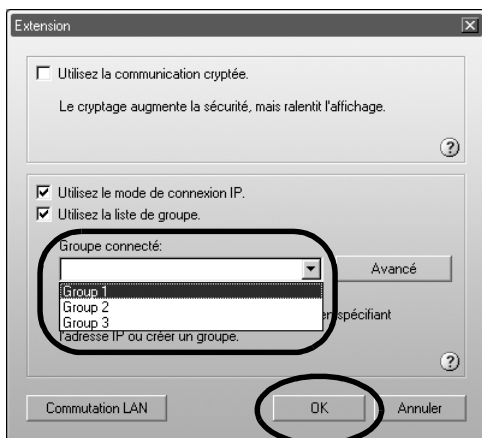 Extension
Utilisez la communication cryptée.
Le cryptage augmente la sécurité, mais ralentit l'affichage.
?
Utilisez le mode de connexion IP.
Utilisez la liste de groupe.
Groupe connecté:
Avancé
Group 1
Group 2
Group 3
en spécifiant
l'adresse IP ou créer un groupe.
?
Commutation LAN
OK
Annuler